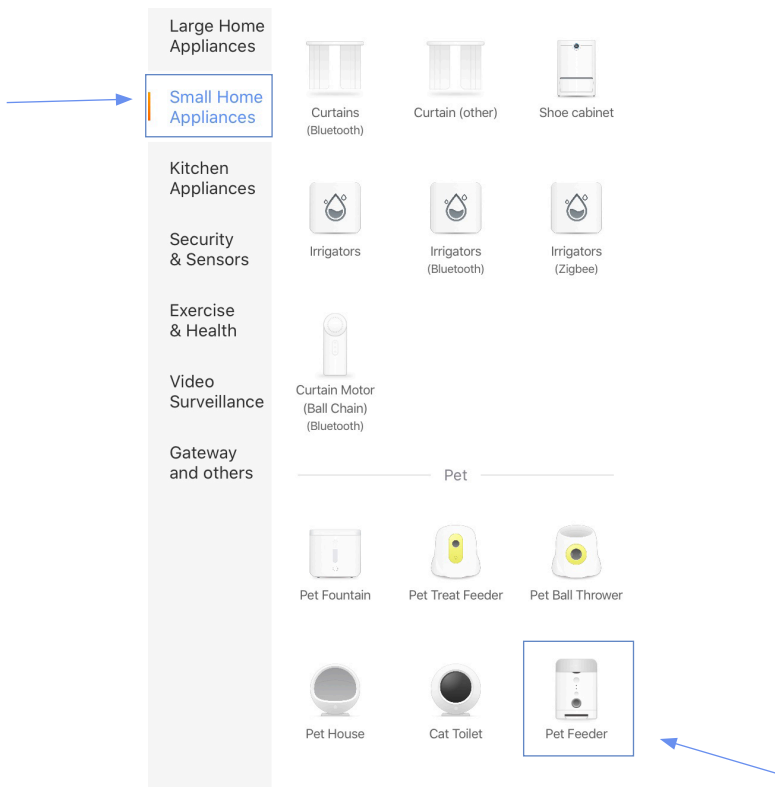 Large Home
Appliances
Small Home
Appliances
Kitchen
Appliances
Security
& Sensors
Exercise
& Health
Video
Surveillance
Gateway
and others
Curtains
(Bluetooth)
Curtain (other)
Shoe cabinet
Irrigators
Irrigators
(Bluetooth)
Irrigators
(Zigbee)
Curtain Motor
(Ball Chain)
(Bluetooth)
Pet
Pet Fountain
Pet Treat Feeder
Pet Ball Thrower
Pet House
Cat Toilet
Pet Feeder